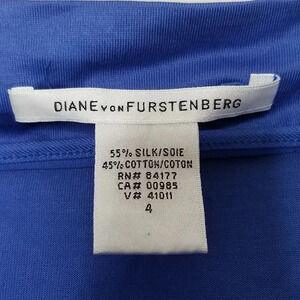 DIANE VON FURSTENBERG
55% SILK/SOIE
45% COTTON/COTON
RN# 84177
CA# 00985
V# 41011
4